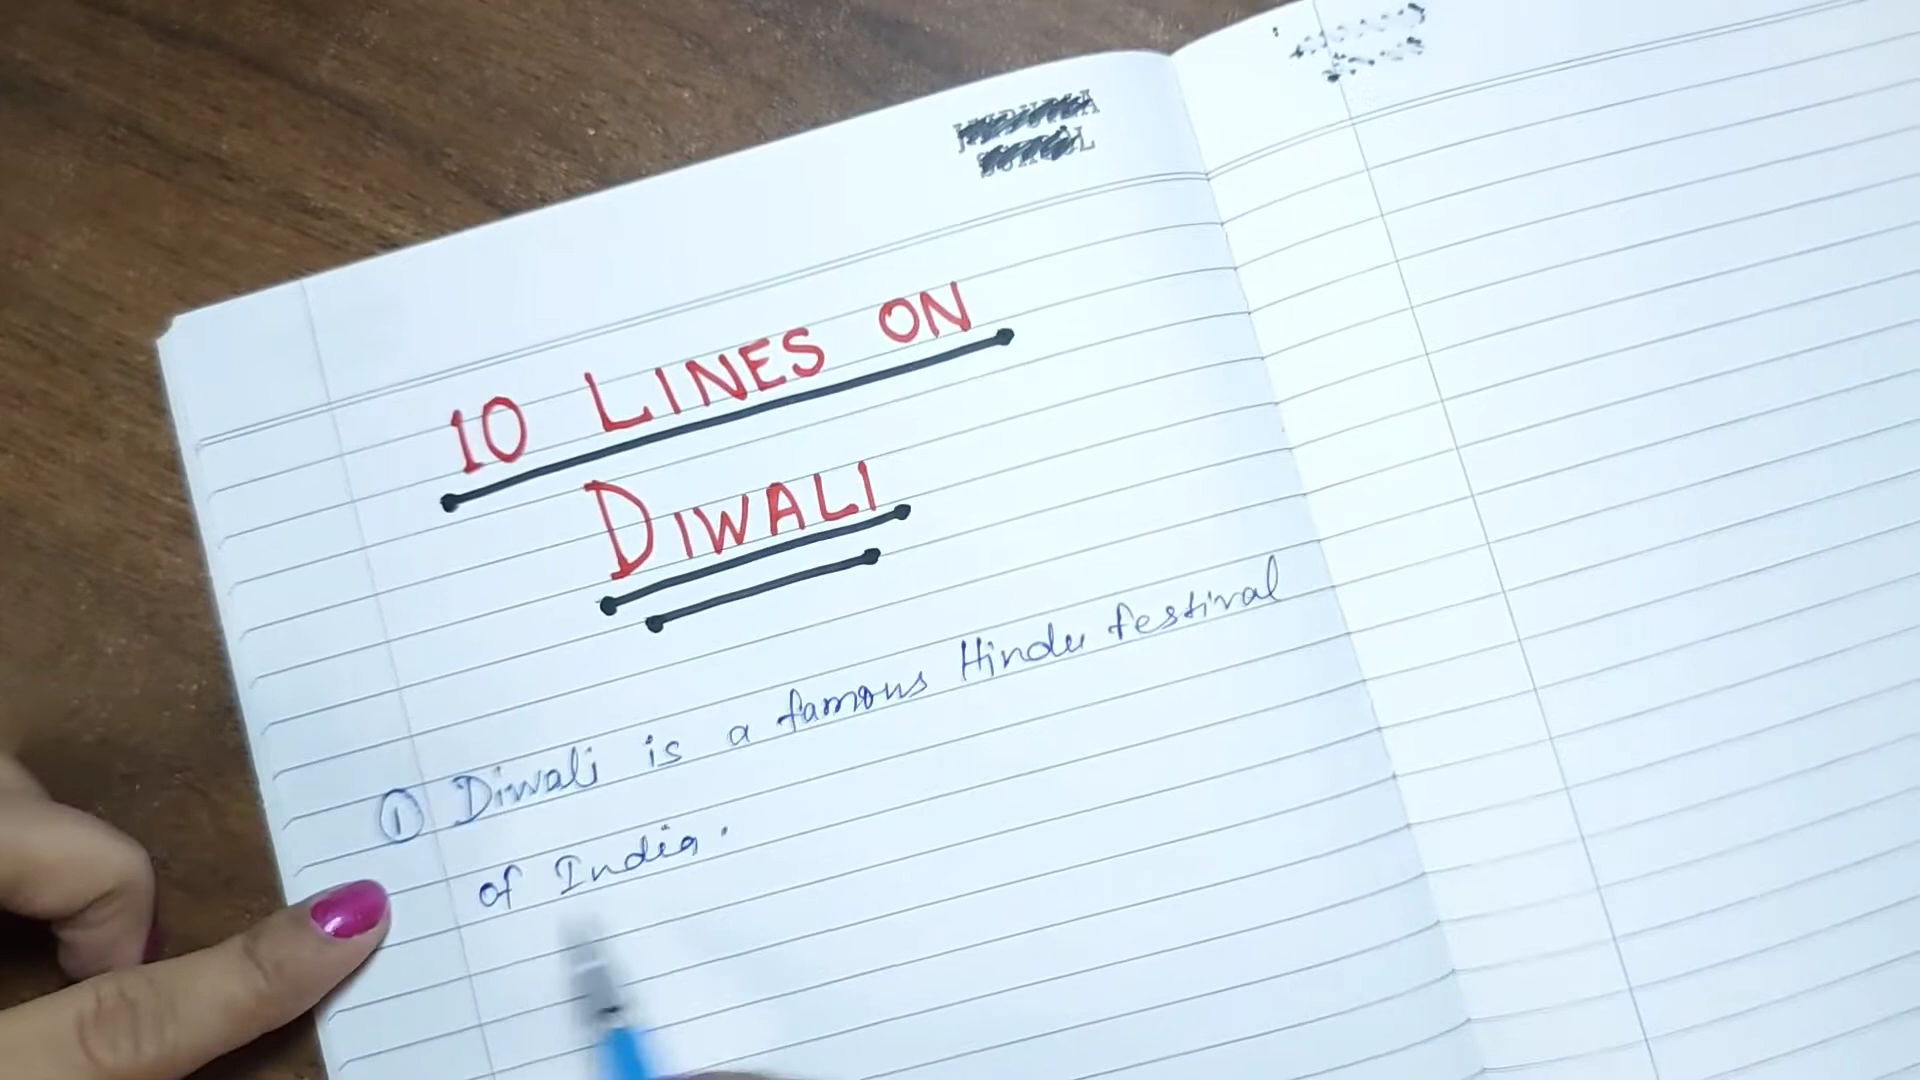 10 LINES ON
DIWALI
① Diwali is a famous Hindu festival
of India.